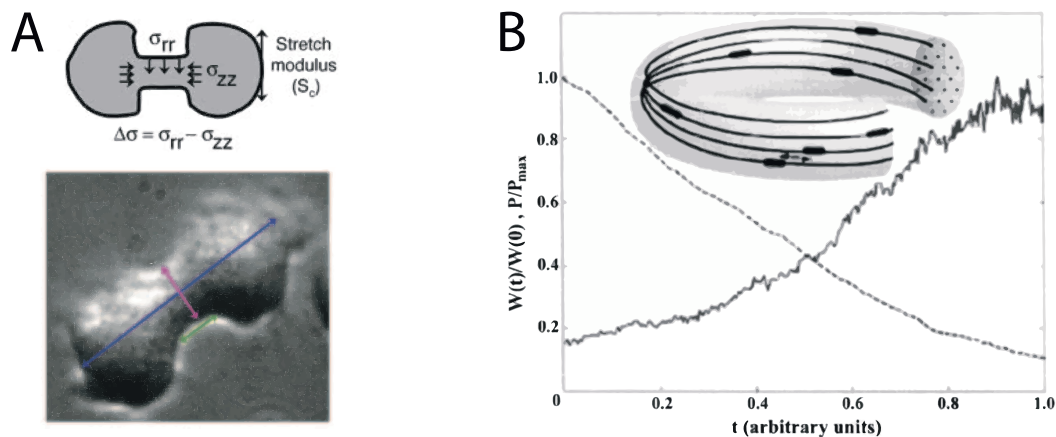 A
σrr
σzz
Stretch
modulus
(Sc)
Δσ = σrr − σzz
B
W(t)/W(0) , P/Pmax
1.0
0.8
0.6
0.4
0.2
0
0.2
0.4
0.6
0.8
1.0
t (arbitrary units)